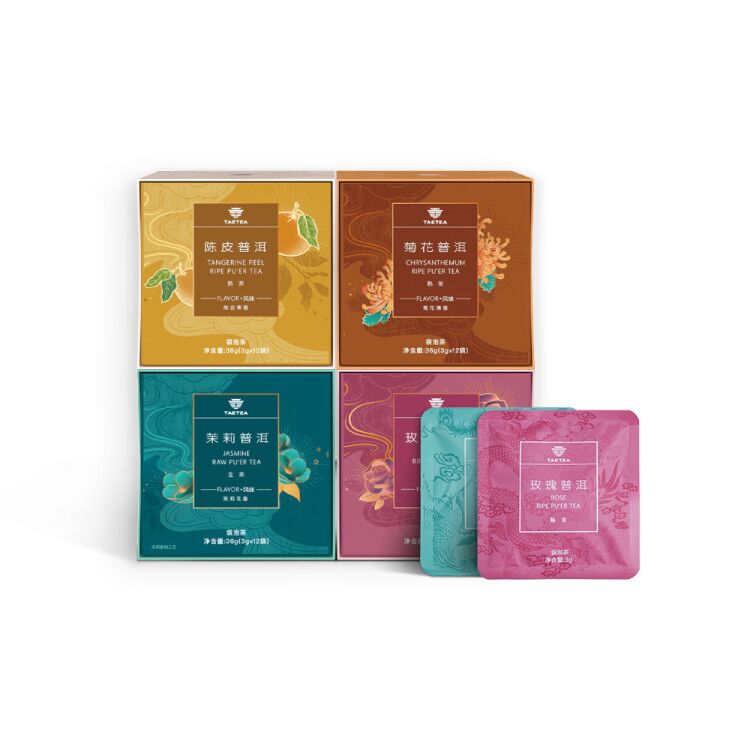 TAETEA
陈皮普洱
TANGERINE PEEL
RIPE PU'ER TEA
熟 茶
FLAVOR·风味
陈皮果香
袋泡茶
净含量:36g(3g×12袋)
TAETEA
菊花普洱
CHRYSANTHEMUM
RIPE PU'ER TEA
熟 茶
FLAVOR·风味
菊花清香
袋泡茶
净含量:36g(3g×12袋)
TAETEA
茉莉普洱
JASMINE
RAW PU'ER TEA
生 茶
FLAVOR·风味
茉莉花香
袋泡茶
净含量:36g(3g×12袋)
玫
TAETEA
玫瑰普洱
ROSE
RIPE PU'ER TEA
熟 茶
袋泡茶
净含量:3g